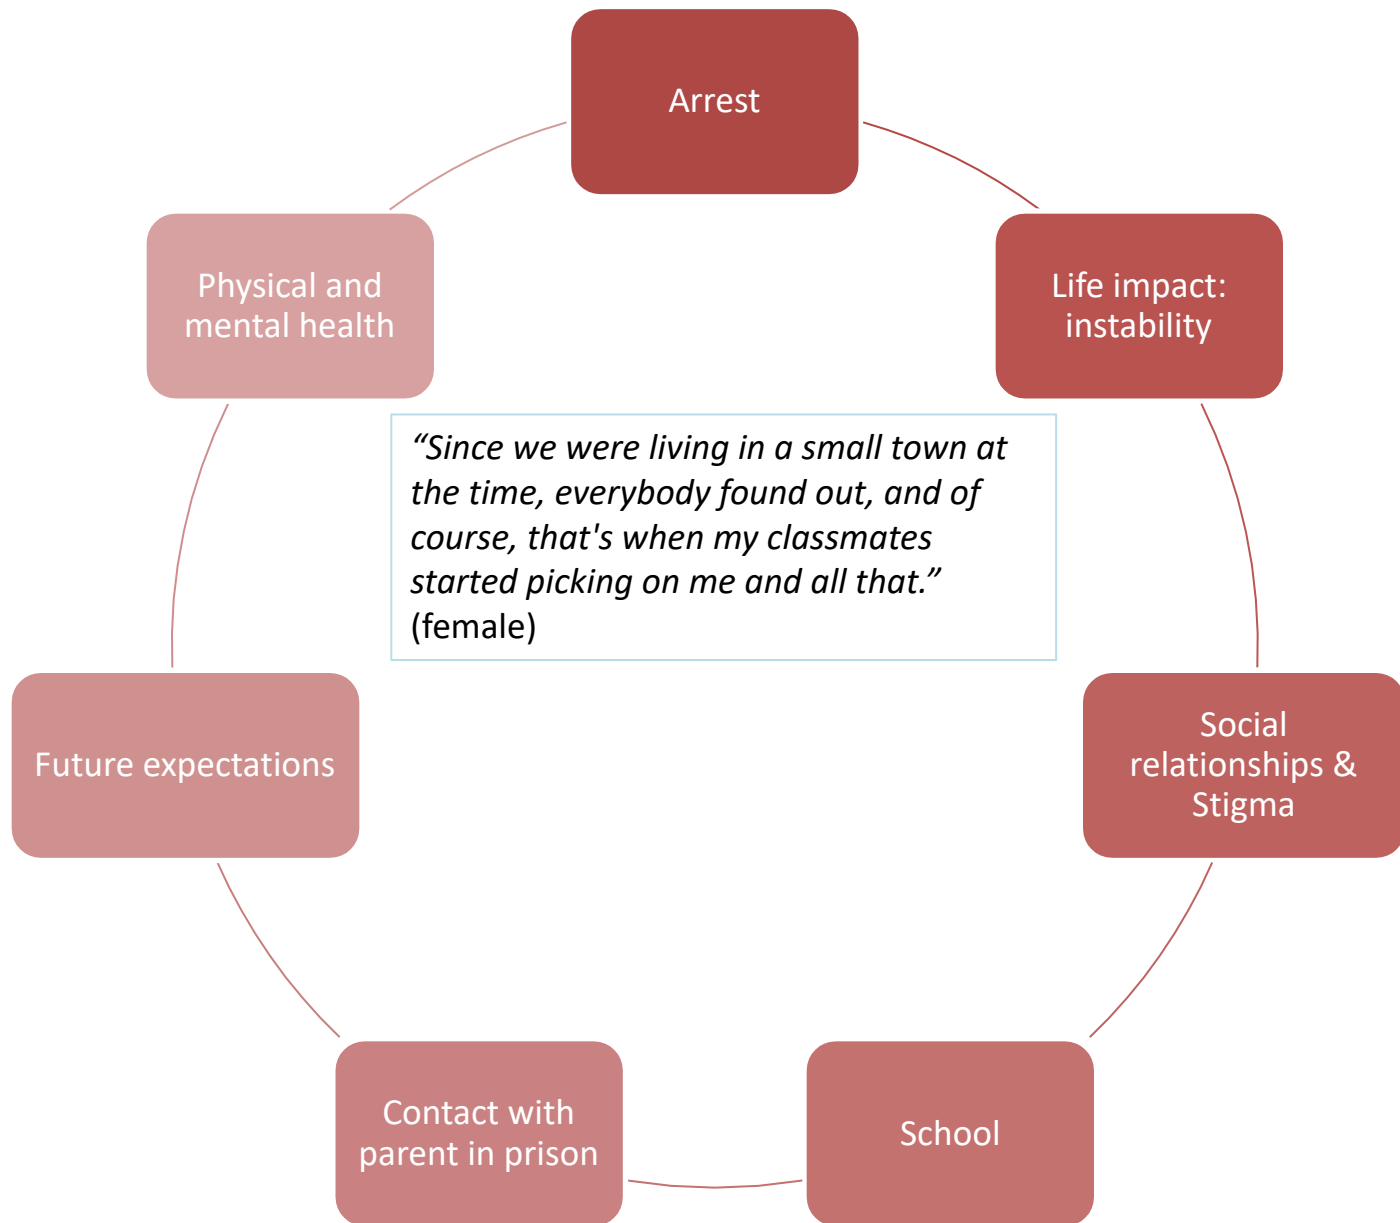 Arrest
Life impact:
instability
Social
relationships &
Stigma
School
Contact with
parent in prison
Future expectations
Physical and
mental health
“Since we were living in a small town at
the time, everybody found out, and of
course, that's when my classmates
started picking on me and all that.”
(female)